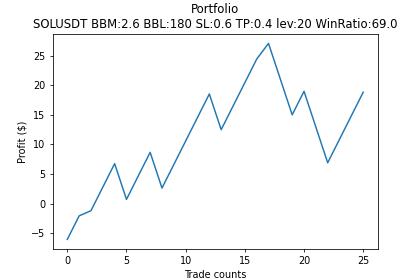 Portfolio
SOLUSDT BBM:2.6 BBL:180 SL:0.6 TP:0.4 lev:20 WinRatio:69.0
Profit ($)
25
20
15
10
5
0
−5
0 5 10 15 20 25
Trade counts